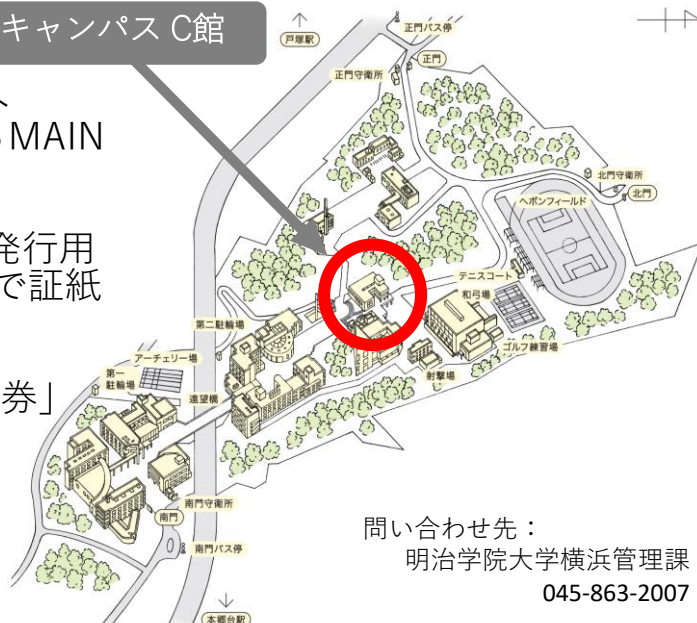 キャンパス C館
ト
S MAIN
発行用
で証紙
券」
戸塚駅
正門バス停
正門
正門守衛所
北門守衛所
北門
ヘボンフィールド
テニスコート
和弓場
ゴルフ練習場
射撃場
第二駐輪場
アーチェリー場
第一
駐輪場
遠望橋
南門守衛所
南門
南門バス停
本郷台駅
問い合わせ先：
明治学院大学横浜管理課
045-863-2007